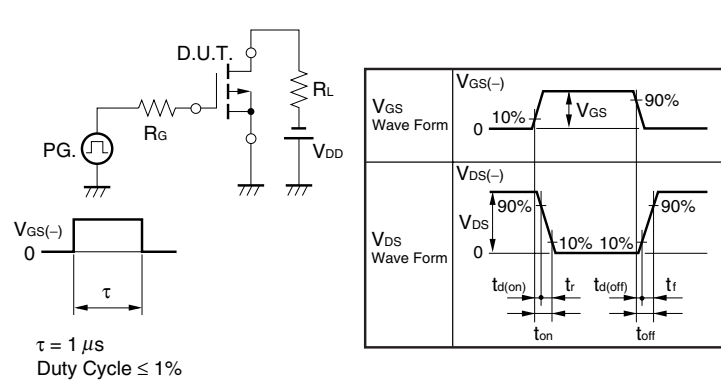 D.U.T.
RL
RG
PG.
VDD
VGS(−)
0
τ
τ = 1 μs
Duty Cycle ≤ 1%
VGS
Wave Form
VGS(−)
10%
VGS
90%
0
VDS
Wave Form
VDS(−)
90%
VDS
90%
10% 10%
0
td(on) tr td(off) tf
ton toff